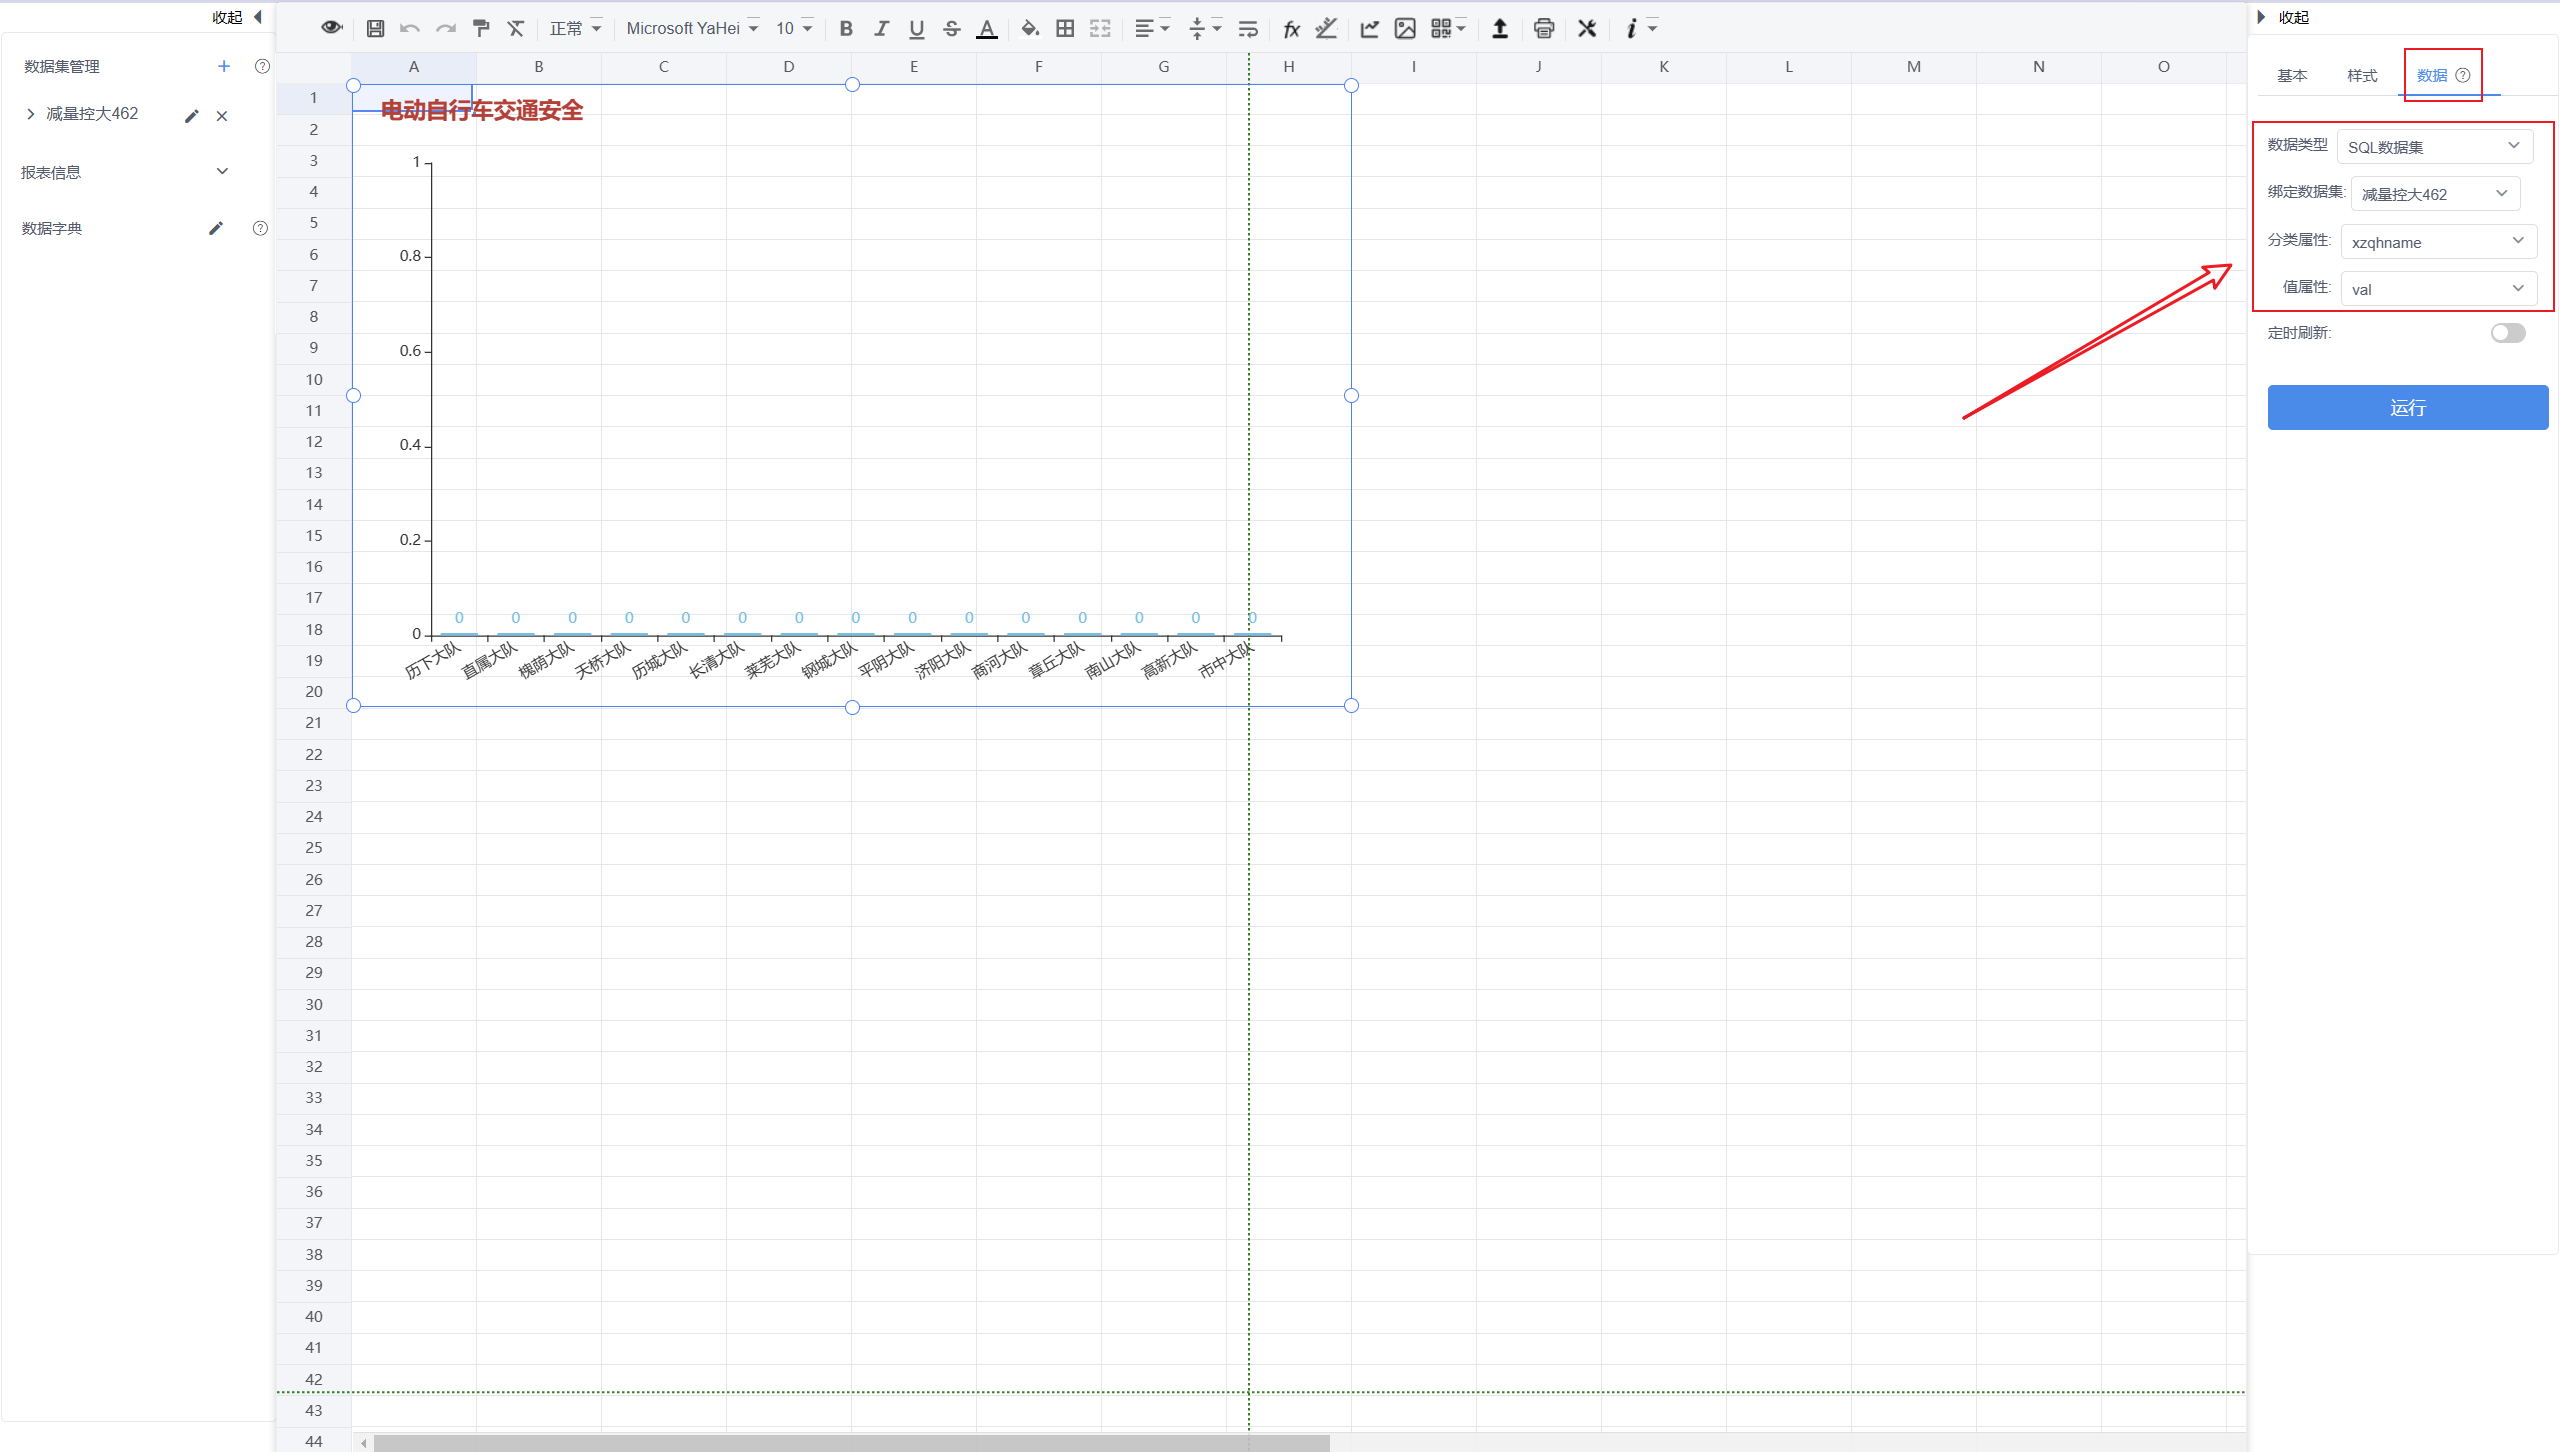 收起
数据集管理
减量控大462
报表信息
数据字典
正常
Microsoft YaHei
10
B
I
U
S
A
fx
i
A B C D E F G H I J K L M N O
1
2
3
4
5
6
7
8
9
10
11
12
13
14
15
16
17
18
19
20
21
22
23
24
25
26
27
28
29
30
31
32
33
34
35
36
37
38
39
40
41
42
43
44
电动自行车交通安全
1
0.8
0.6
0.4
0.2
0
0 0 0 0 0 0 0 0 0 0 0 0 0 0 0
历下大队 直属大队 槐荫大队 天桥大队 历城大队 长清大队 莱芜大队 钢城大队 平阴大队 济阳大队 商河大队 章丘大队 南山大队 高新大队 市中大队
收起
基本 样式 数据
数据类型 SQL数据集
绑定数据集: 减量控大462
分类属性: xzqhname
值属性: val
定时刷新:
运行